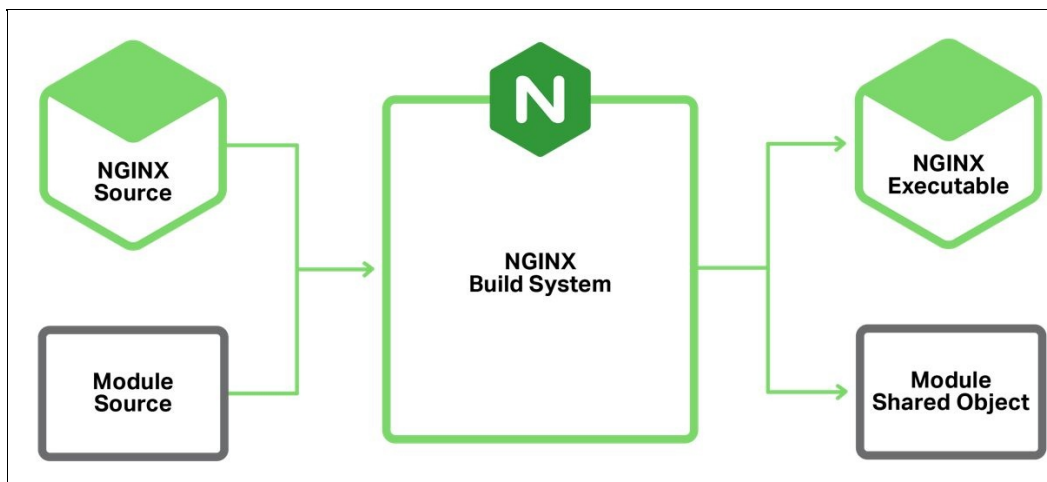 NGINX
Source
Module
Source
N
NGINX
Build System
NGINX
Executable
Module
Shared Object